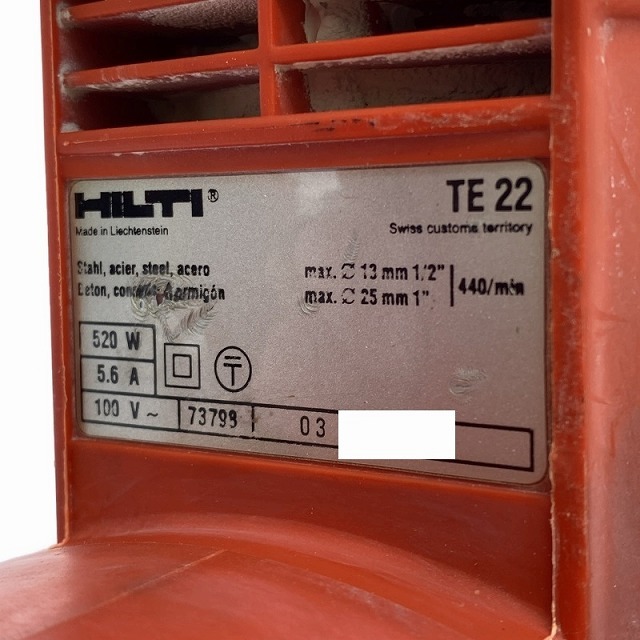 HILTI®
TE 22
Made in Liechtenstein
Swiss customs territory
Stahl, acier, steel, acero max. ∅ 13 mm 1/2"
Beton, hormigón max. ∅ 25 mm 1"
440/min
520 W
5.6 A
T
100 V ~ 73798 03